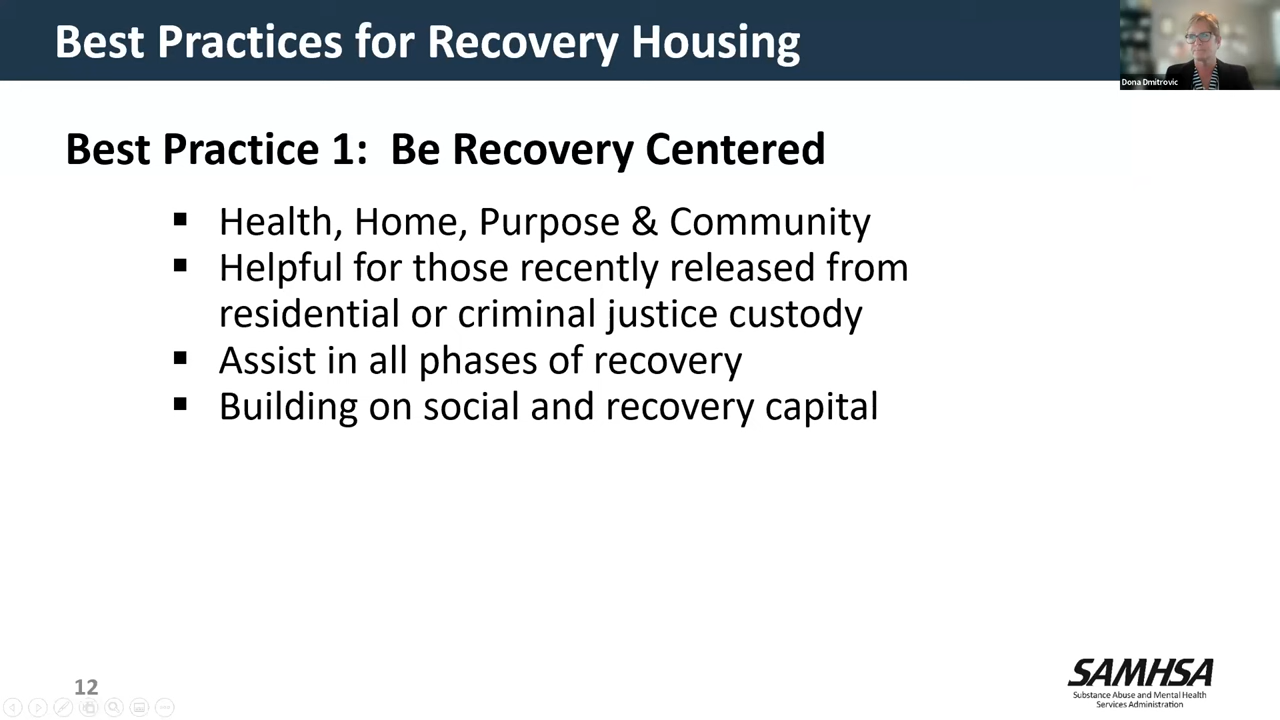 Best Practices for Recovery Housing
Dona Dmitrovic
Best Practice 1: Be Recovery Centered
▪ Health, Home, Purpose & Community
▪ Helpful for those recently released from
residential or criminal justice custody
▪ Assist in all phases of recovery
▪ Building on social and recovery capital
12
SAMHSA
Substance Abuse and Mental Health
Services Administration